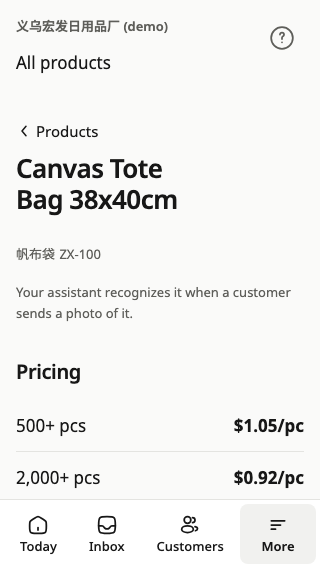 义乌宏发日用品厂 (demo)
All products
Products
Canvas Tote
Bag 38x40cm
帆布袋 ZX-100
Your assistant recognizes it when a customer
sends a photo of it.
Pricing
500+ pcs $1.05/pc
2,000+ pcs $0.92/pc
Today Inbox Customers More